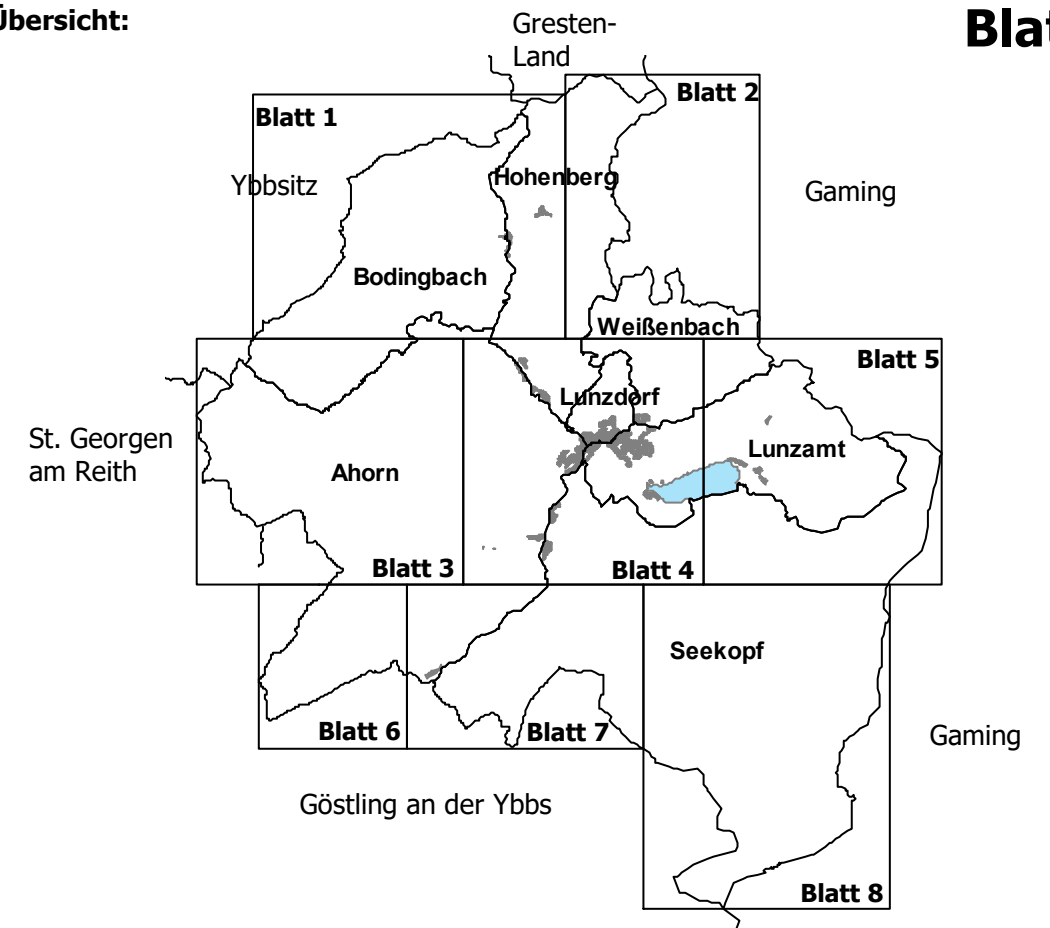 Übersicht:
Gresten-
Land
Blatt 1
Blatt 2
Ybbsitz
Hohenberg
Gaming
Bodingbach
Weißenbach
Blatt 5
Lunzdorf
St. Georgen
am Reith
Ahorn
Lunzamt
Blatt 3
Blatt 4
Seekopf
Blatt 6
Blatt 7
Gaming
Göstling an der Ybbs
Blatt 8